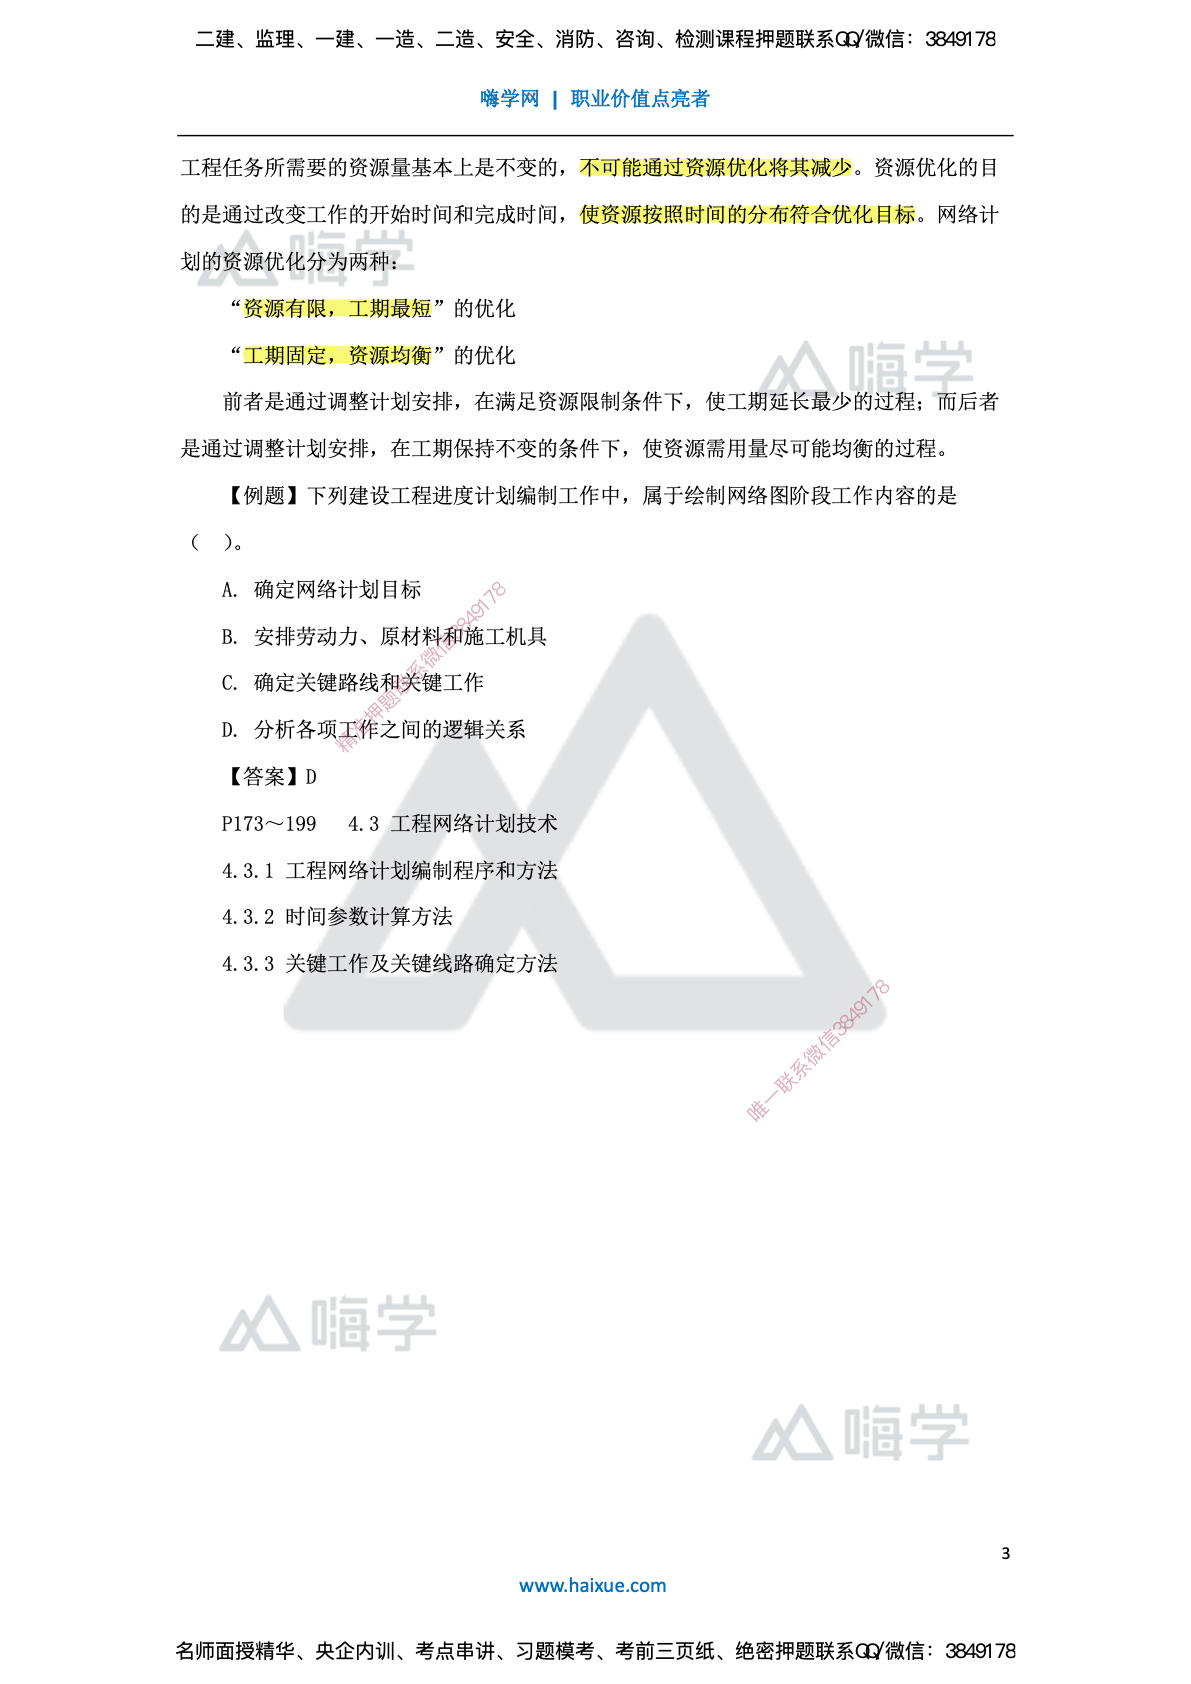 二建、监理、一建、一造、二造、安全、消防、咨询、检测课程押题联系QQ/微信：3849178
嗨学网 | 职业价值点亮者
工程任务所需要的资源量基本上是不变的，不可能通过资源优化将其减少。资源优化的目
的是通过改变工作的开始时间和完成时间，使资源按照时间的分布符合优化目标。网络计
划的资源优化分为两种：
嗨学
“资源有限，工期最短”的优化
“工期固定，资源均衡”的优化
嗨学
前者是通过调整计划安排，在满足资源限制条件下，使工期延长最少的过程；而后者
是通过调整计划安排，在工期保持不变的条件下，使资源需用量尽可能均衡的过程。
【例题】下列建设工程进度计划编制工作中，属于绘制网络图阶段工作内容的是
（ ）。
A. 确定网络计划目标
B. 安排劳动力、原材料和施工机具
C. 确定关键路线和关键工作
D. 分析各项工作之间的逻辑关系
精准押题联系微信3849178
【答案】D
P173～199 4.3 工程网络计划技术
4.3.1 工程网络计划编制程序和方法
4.3.2 时间参数计算方法
4.3.3 关键工作及关键线路确定方法
唯一联系微信3849178
嗨学
嗨学
3
www.haixue.com
名师面授精华、央企内训、考点串讲、习题模考、考前三页纸、绝密押题联系QQ/微信：3849178